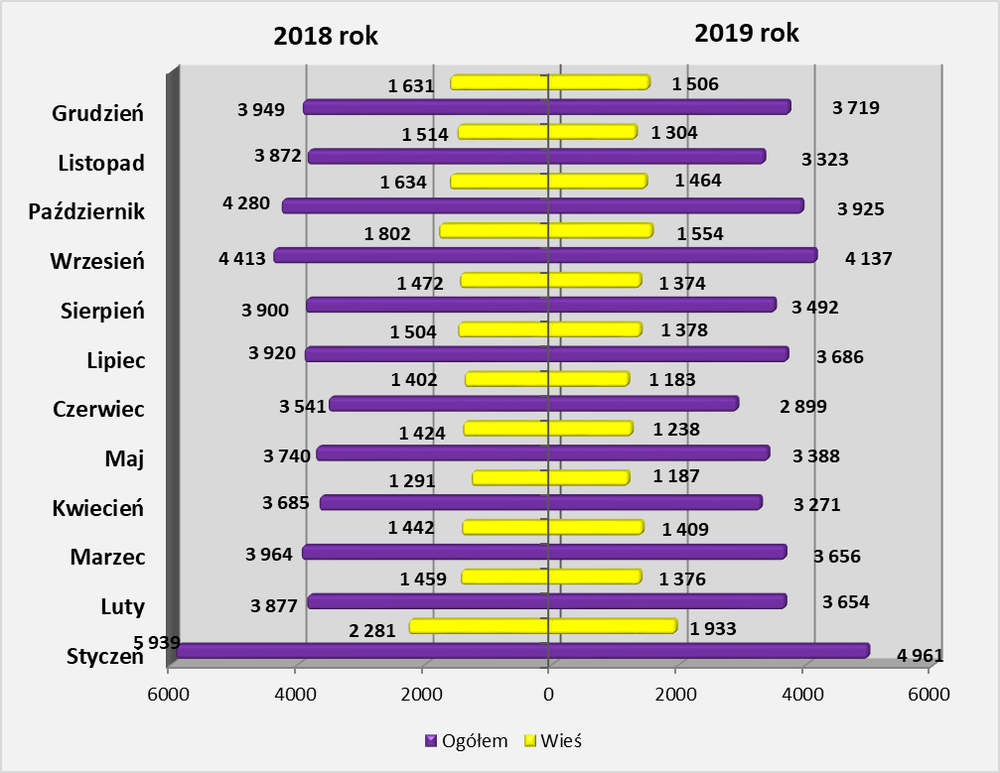 2018 rok 2019 rok
1 631 1 506
Grudzień 3 949 3 719
1 514 1 304
Listopad 3 872 3 323
1 634 1 464
Październik 4 280 3 925
1 802 1 554
Wrzesień 4 413 4 137
1 472 1 374
Sierpień 3 900 3 492
1 504 1 378
Lipiec 3 920 3 686
1 402 1 183
Czerwiec 3 541 2 899
1 424 1 238
Maj 3 740 3 388
1 291 1 187
Kwiecień 3 685 3 271
1 442 1 409
Marzec 3 964 3 656
1 459 1 376
Luty 3 877 3 654
2 281 1 933
Styczeń 5 939 4 961
6000 4000 2000 0 2000 4000 6000
Ogółem Wieś